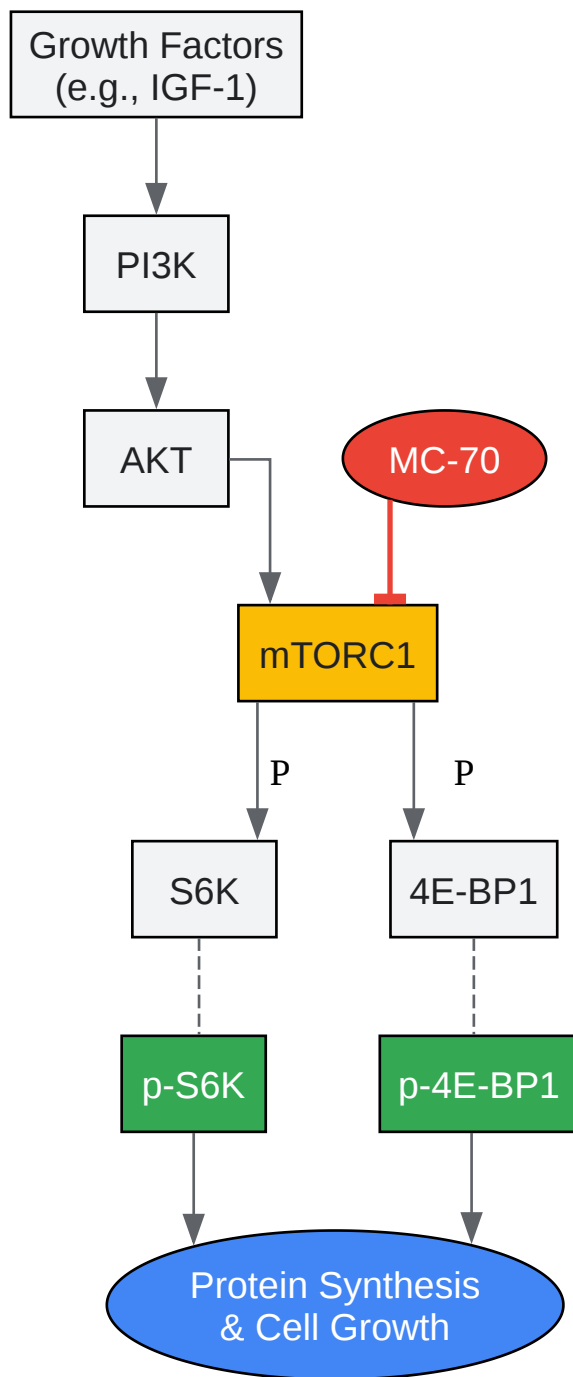 Growth Factors
(e.g., IGF-1)
PI3K
AKT
MC-70
mTORC1
P
P
S6K
4E-BP1
p-S6K
p-4E-BP1
Protein Synthesis
& Cell Growth